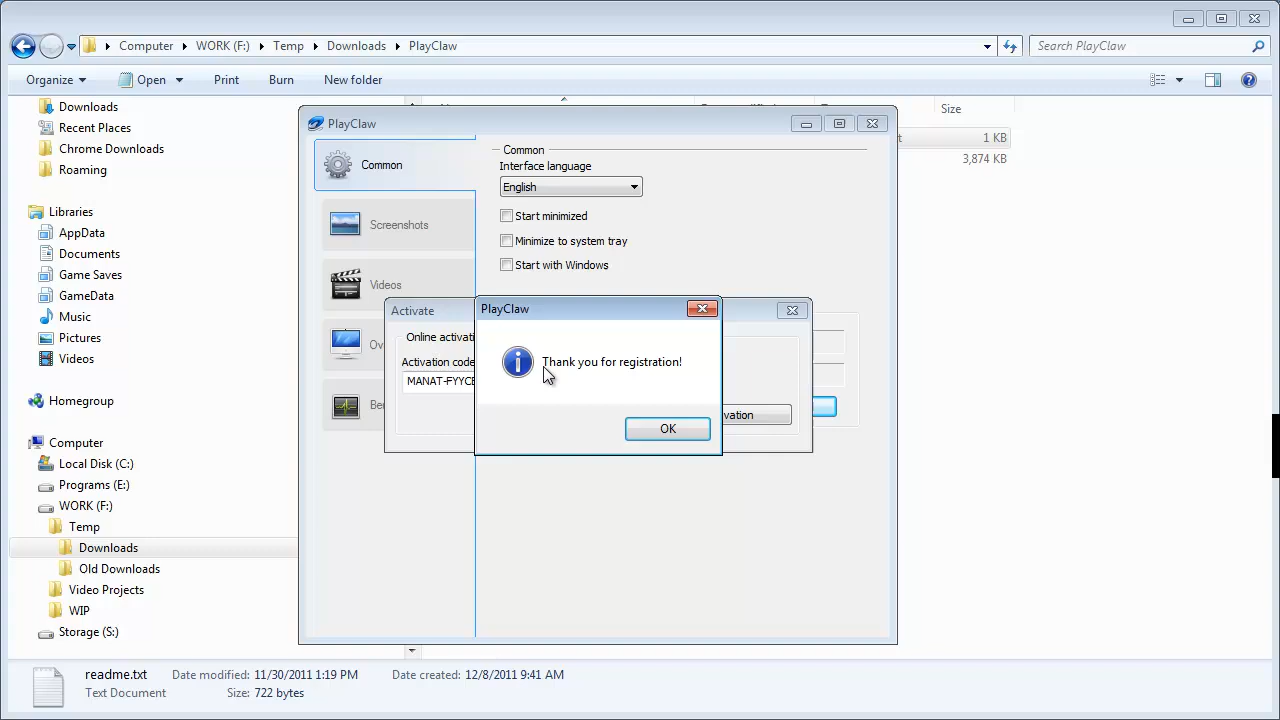 Computer WORK (F:) Temp Downloads PlayClaw
Search PlayClaw
Organize Open Print Burn New folder
Size
1 KB
3,874 KB
Downloads
Recent Places
Chrome Downloads
Roaming
Libraries
AppData
Documents
Game Saves
GameData
Music
Pictures
Videos
Homegroup
Computer
Local Disk (C:)
Programs (E:)
WORK (F:)
Temp
Downloads
Old Downloads
Video Projects
WIP
Storage (S:)
PlayClaw
Common
Screenshots
Videos
Ov
Be
Common
Interface language
English
Start minimized
Minimize to system tray
Start with Windows
Activate
Online activati
Activation code
MANAT-FYYCE
vation
PlayClaw
Thank you for registration!
OK
readme.txt Date modified: 11/30/2011 1:19 PM Date created: 12/8/2011 9:41 AM
Text Document Size: 722 bytes